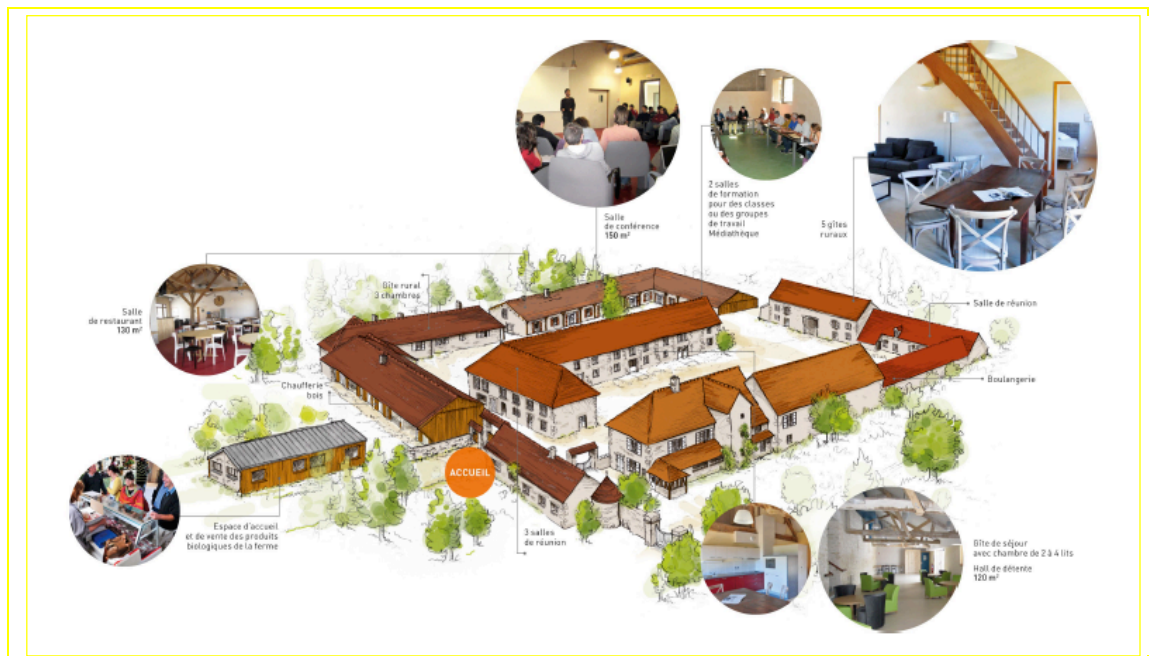 Salle
de conférence
150 m²
2 salles
de formation
pour des classes
ou des groupes
de travail
Médiathèque
5 gîtes
ruraux
Gîte rural
3 chambres
Salle
de restaurant
130 m²
Salle de réunion
Boulangerie
Chaufferie
bois
ACCUEIL
Espace d'accueil
et de vente des produits
biologiques de la ferme
3 salles
de réunion
Gîte de séjour
avec chambre de 2 à 4 lits
Hall de détente
120 m²